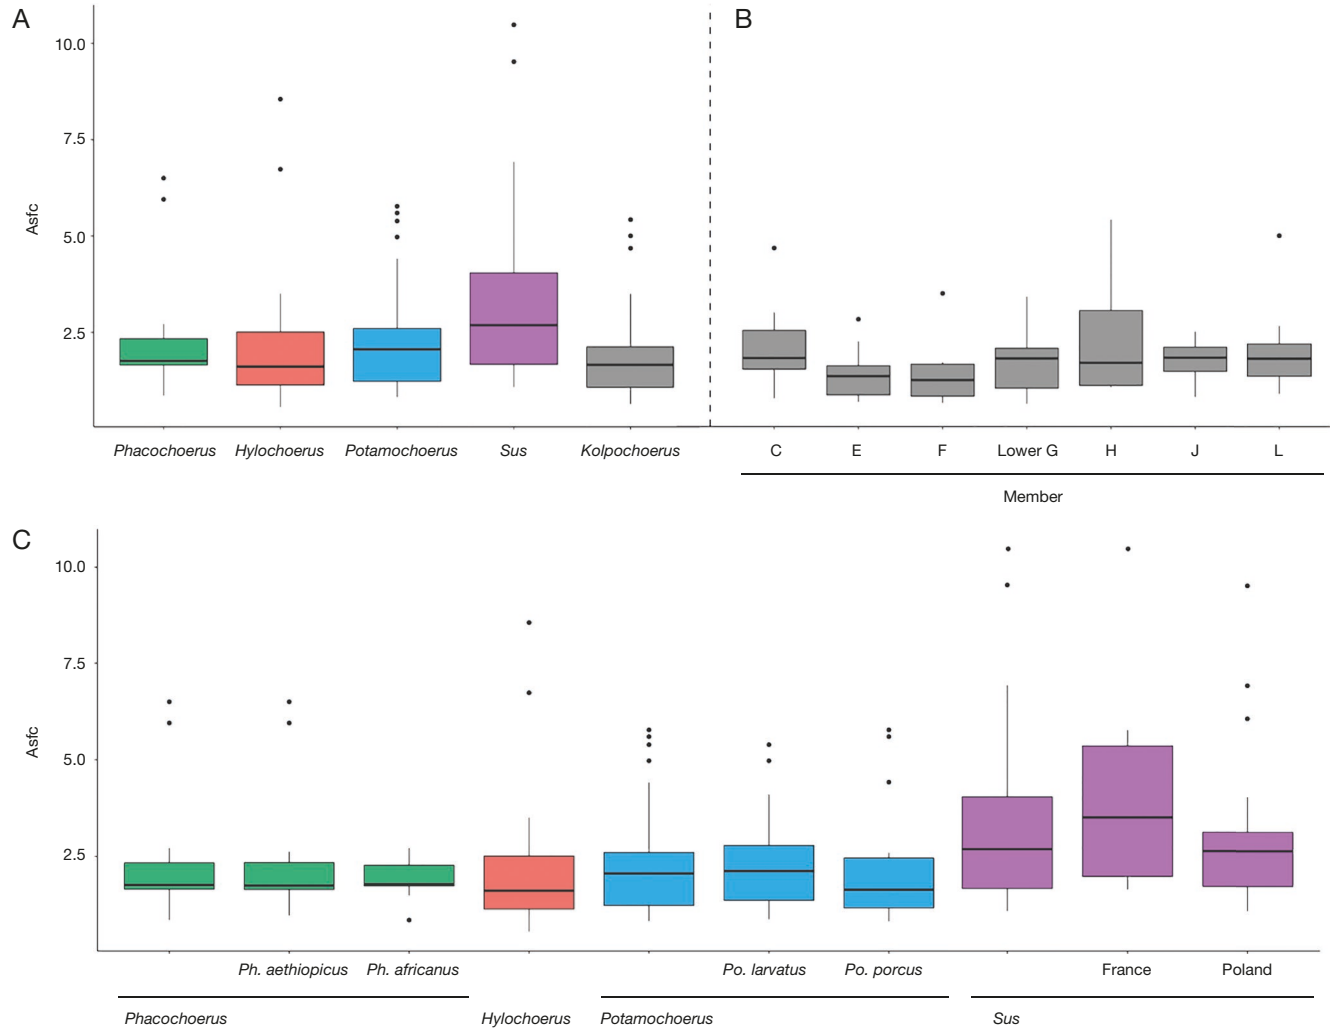 A
B
Asfc
10.0
7.5
5.0
2.5
Phacochoerus Hylochoerus Potamochoerus Sus Kolpochoerus
C E F Lower G H J L
Member
C
Asfc
10.0
7.5
5.0
2.5
Ph. aethiopicus Ph. africanus Po. larvatus Po. porcus France Poland
Phacochoerus Hylochoerus Potamochoerus Sus